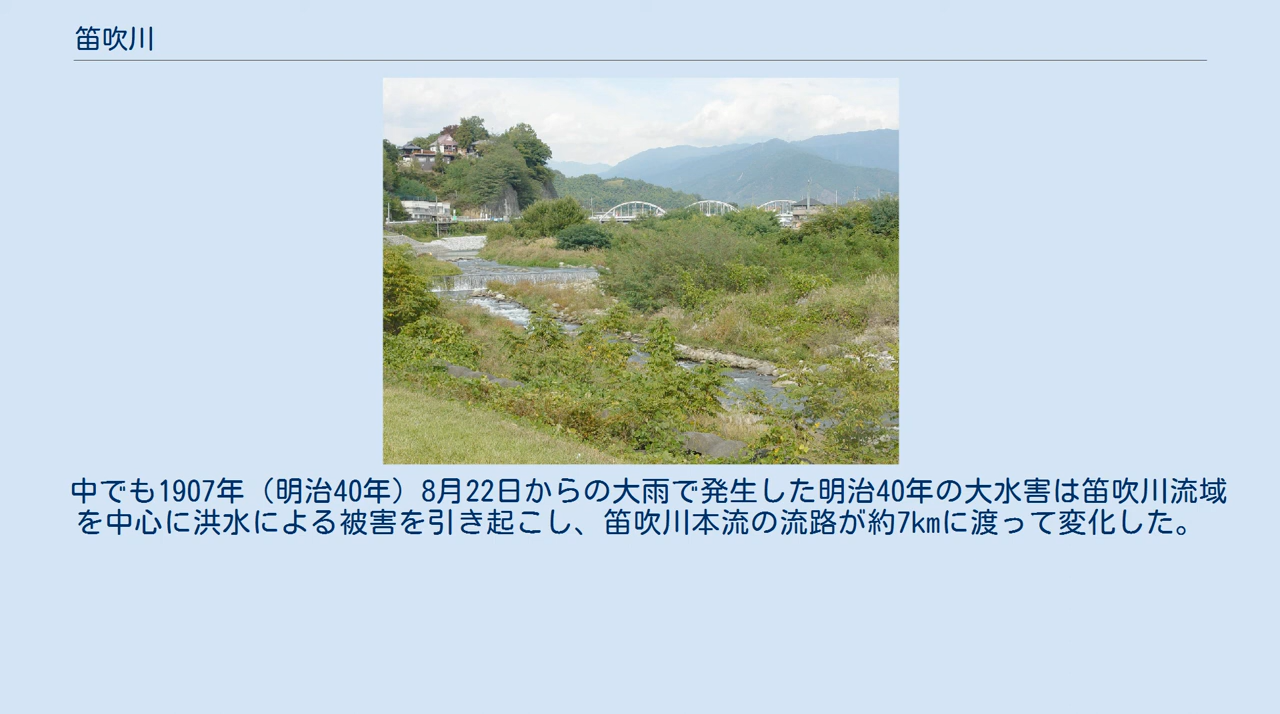 笛吹川
中でも1907年（明治40年）8月22日からの大雨で発生した明治40年の大水害は笛吹川流域
を中心に洪水による被害を引き起こし、笛吹川本流の流路が約7kmに渡って変化した。